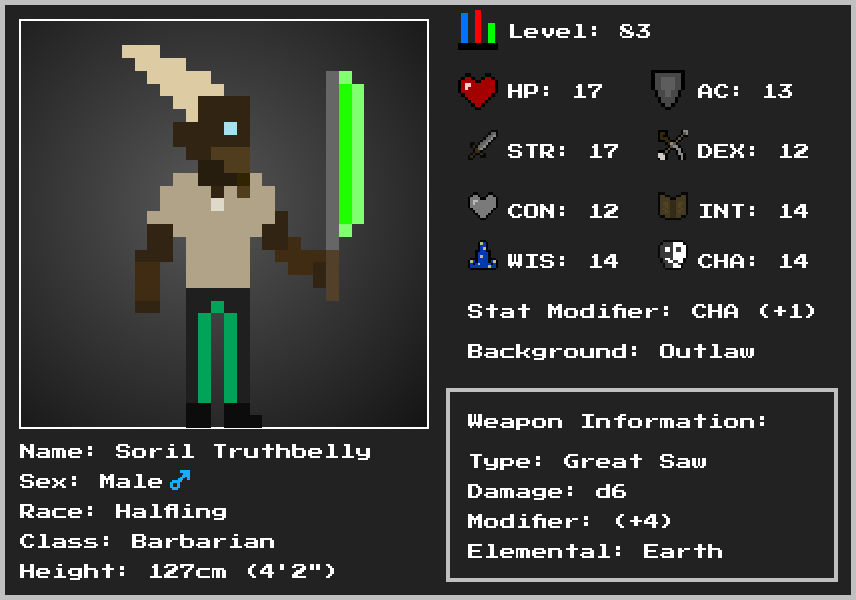 Level: 83
HP: 17
AC: 13
STR: 17
DEX: 12
CON: 12
INT: 14
WIS: 14
CHA: 14
Stat Modifier: CHA (+1)
Background: Outlaw
Weapon Information:
Type: Great Saw
Damage: d6
Modifier: (+4)
Elemental: Earth
Name: Soril Truthbelly
Sex: Male ♂
Race: Halfling
Class: Barbarian
Height: 127cm (4'2")